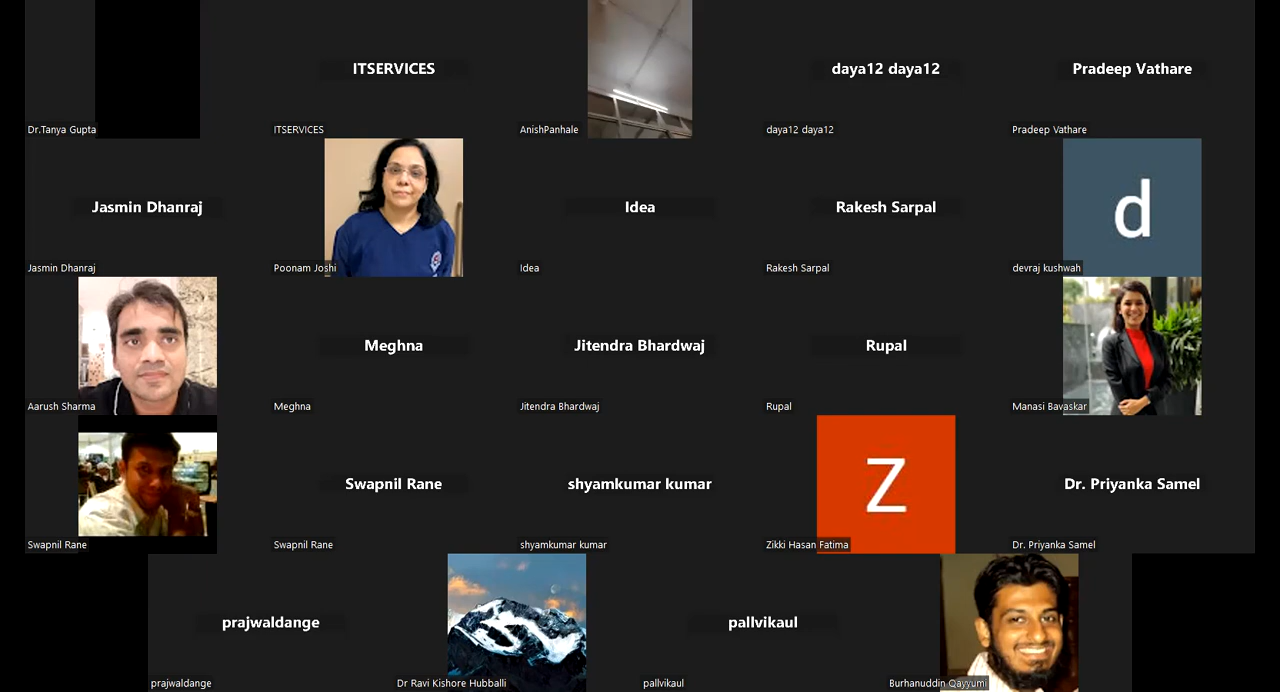 ITSERVICES
daya12 daya12
Pradeep Vathare
Dr.Tanya Gupta
ITSERVICES
AnishPanhale
daya12 daya12
Pradeep Vathare
Jasmin Dhanraj
Idea
Rakesh Sarpal
d
Jasmin Dhanraj
Poonam Joshi
Idea
Rakesh Sarpal
devraj kushwah
Meghna
Jitendra Bhardwaj
Rupal
Aarush Sharma
Meghna
Jitendra Bhardwaj
Rupal
Manasi Bavaskar
Swapnil Rane
shyamkumar kumar
Z
Dr. Priyanka Samel
Swapnil Rane
Swapnil Rane
shyamkumar kumar
Zikki Hasan Fatima
Dr. Priyanka Samel
prajwaldange
pallvikaul
prajwaldange
Dr Ravi Kishore Hubballi
pallvikaul
Burhanuddin Qayyumi